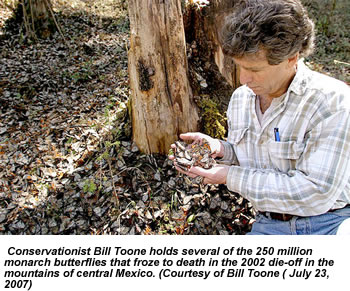 Conservationist Bill Toone holds several of the 250 million
monarch butterflies that froze to death in the 2002 die-off in the
mountains of central Mexico. (Courtesy of Bill Toone ( July 23,
2007)